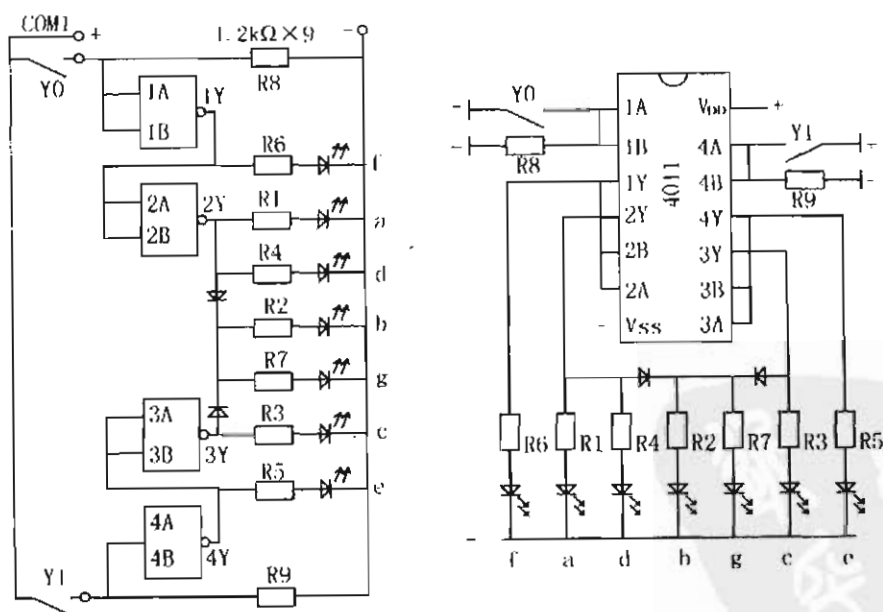 COM1 +
1.2kΩ×9
-
Y0
R8
1A
1Y
1B
R6
f
2A
2Y
R1
a
2B
R4
d
R2
b
R7
g
3A
R3
c
3B
3Y
R5
e
4A
4B
4Y
Y1
R9
- Y0
1A
VDD +
- R8
1B
4A
Y1 +
1Y
4011
4B
R9 -
2Y
4Y
2B
3Y
2A
3B
- VSS
3A
R6
R1
R4
R2
R7
R3
R5
-
f a d b g c e